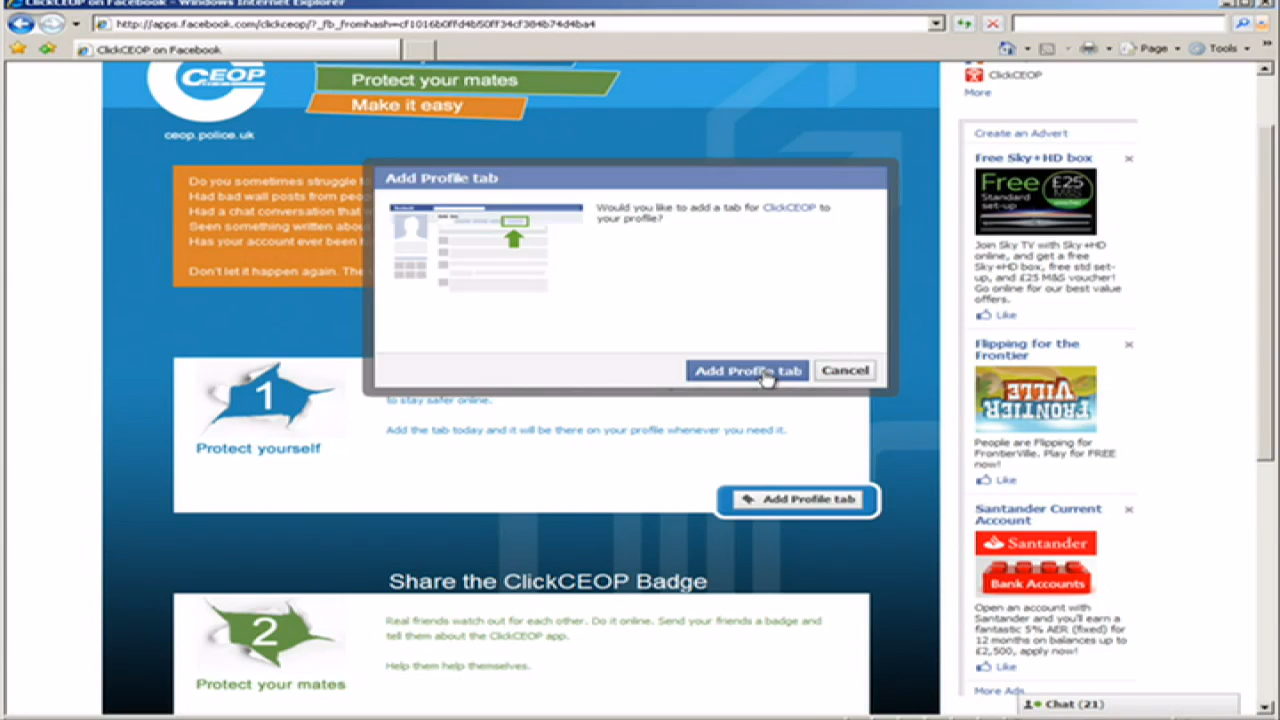 ClickCEOP on Facebook - Windows Internet Explorer
http://apps.facebook.com/clickceop/?_fb_fromhash=cf1016b0ffd4b50ff34cf384b74d4ba4
ClickCEOP on Facebook
Page
Tools
CEOP
ceop.police.uk
Protect your mates
Make it easy
Do you sometimes struggle
Had bad wall posts from
Had a chat conversation that
Seen something written about
Has your account ever been
Don't let it happen again. The
Add Profile tab
Would you like to add a tab for ClickCEOP to
your profile?
Add Profile tab
Cancel
1
Protect yourself
to stay safer online.
Add the tab today and it will be there on your profile whenever you need it.
Add Profile tab
Share the ClickCEOP Badge
2
Protect your mates
Real friends watch out for each other. Do it online. Send your friends a badge and
tell them about the ClickCEOP app.
Help them help themselves.
ClickCEOP
More
Create an Advert
Free Sky+HD box
Free £25
Standard
set-up
Join Sky TV with Sky+HD
online, and get a free
Sky+HD box, free std set-
up, and £25 M&S voucher!
Go online for our best value
offers.
Like
Flipping for the
Frontier
FRONTIER
VILLE
People are Flipping for
FrontierVille. Play for FREE
now!
Like
Santander Current
Account
Santander
Bank Accounts
Open an account with
Santander and you'll earn a
fantastic 5% AER (fixed) for
12 months on balances up to
£2,500, apply now!
Like
More Ads
Chat (21)